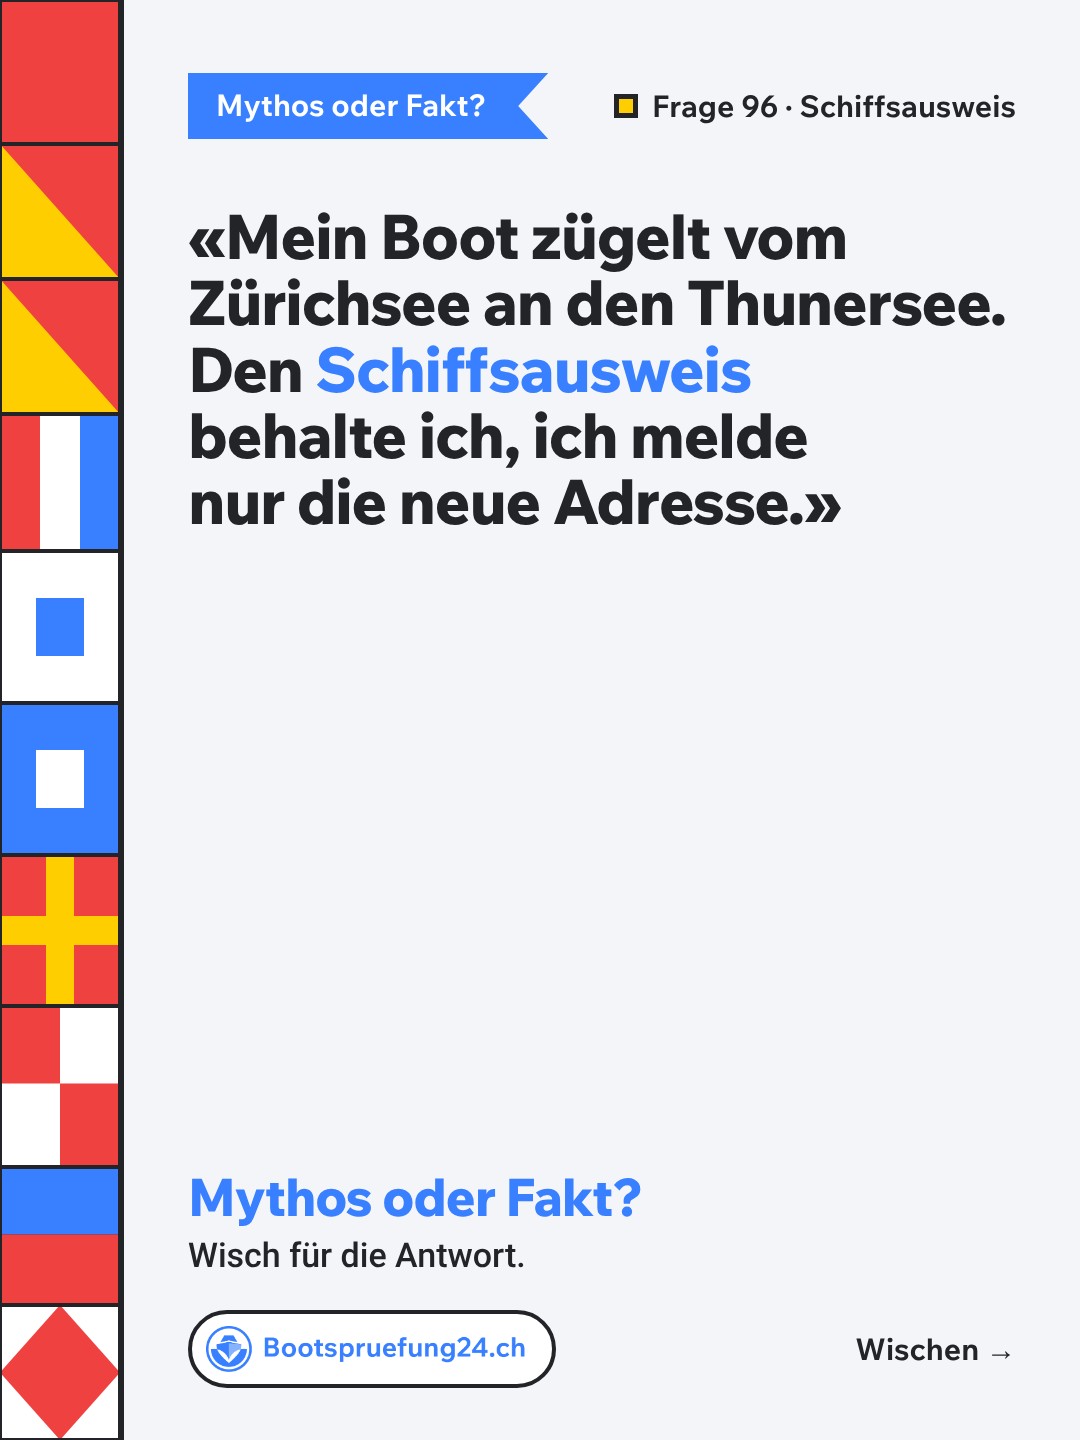 Mythos oder Fakt?
Frage 96 · Schiffsausweis
«Mein Boot zügelt vom
Zürichsee an den Thunersee.
Den Schiffsausweis
behalte ich, ich melde
nur die neue Adresse.»
Mythos oder Fakt?
Wisch für die Antwort.
Bootspruefung24.ch
Wischen →